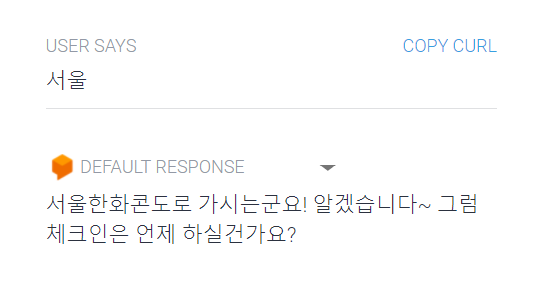 USER SAYS COPY CURL
서울
DEFAULT RESPONSE
서울한화콘도로 가시는군요! 알겠습니다~ 그럼
체크인은 언제 하실건가요?